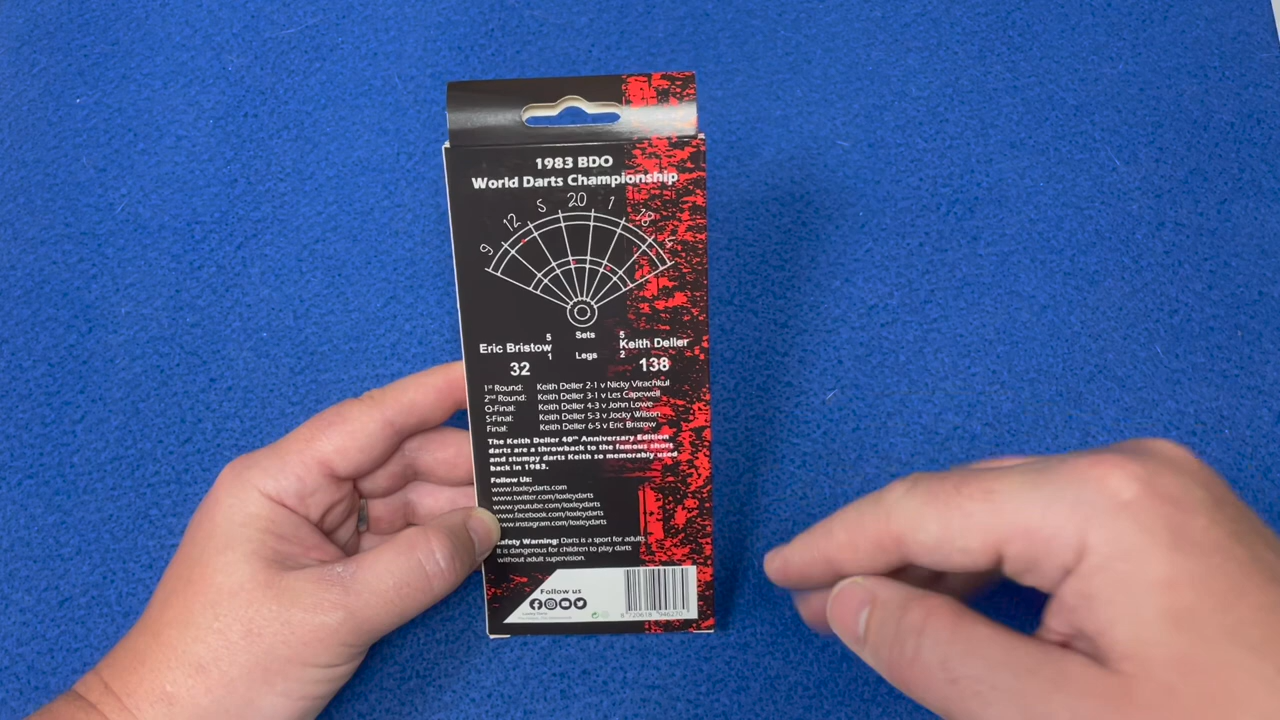 1983 BDO
World Darts Championship
9 12 5 20 1 18
5 Sets 5
Eric Bristow Keith Deller
1 Legs 2
32 138
1st Round: Keith Deller 2-1 v Nicky Virachkul
2nd Round: Keith Deller 3-1 v Les Capewell
Q-Final: Keith Deller 4-3 v John Lowe
S-Final: Keith Deller 5-3 v Jocky Wilson
Final: Keith Deller 6-5 v Eric Bristow
The Keith Deller 40th Anniversary Edition
darts are a throwback to the famous short
and stumpy darts Keith so memorably used
back in 1983.
Follow Us:
www.loxleydarts.com
www.twitter.com/loxleydarts
www.youtube.com/loxleydarts
www.facebook.com/loxleydarts
www.instagram.com/loxleydarts
Safety Warning: Darts is a sport for adults.
It is dangerous for children to play darts
without adult supervision.
Follow us
8 720618 946270